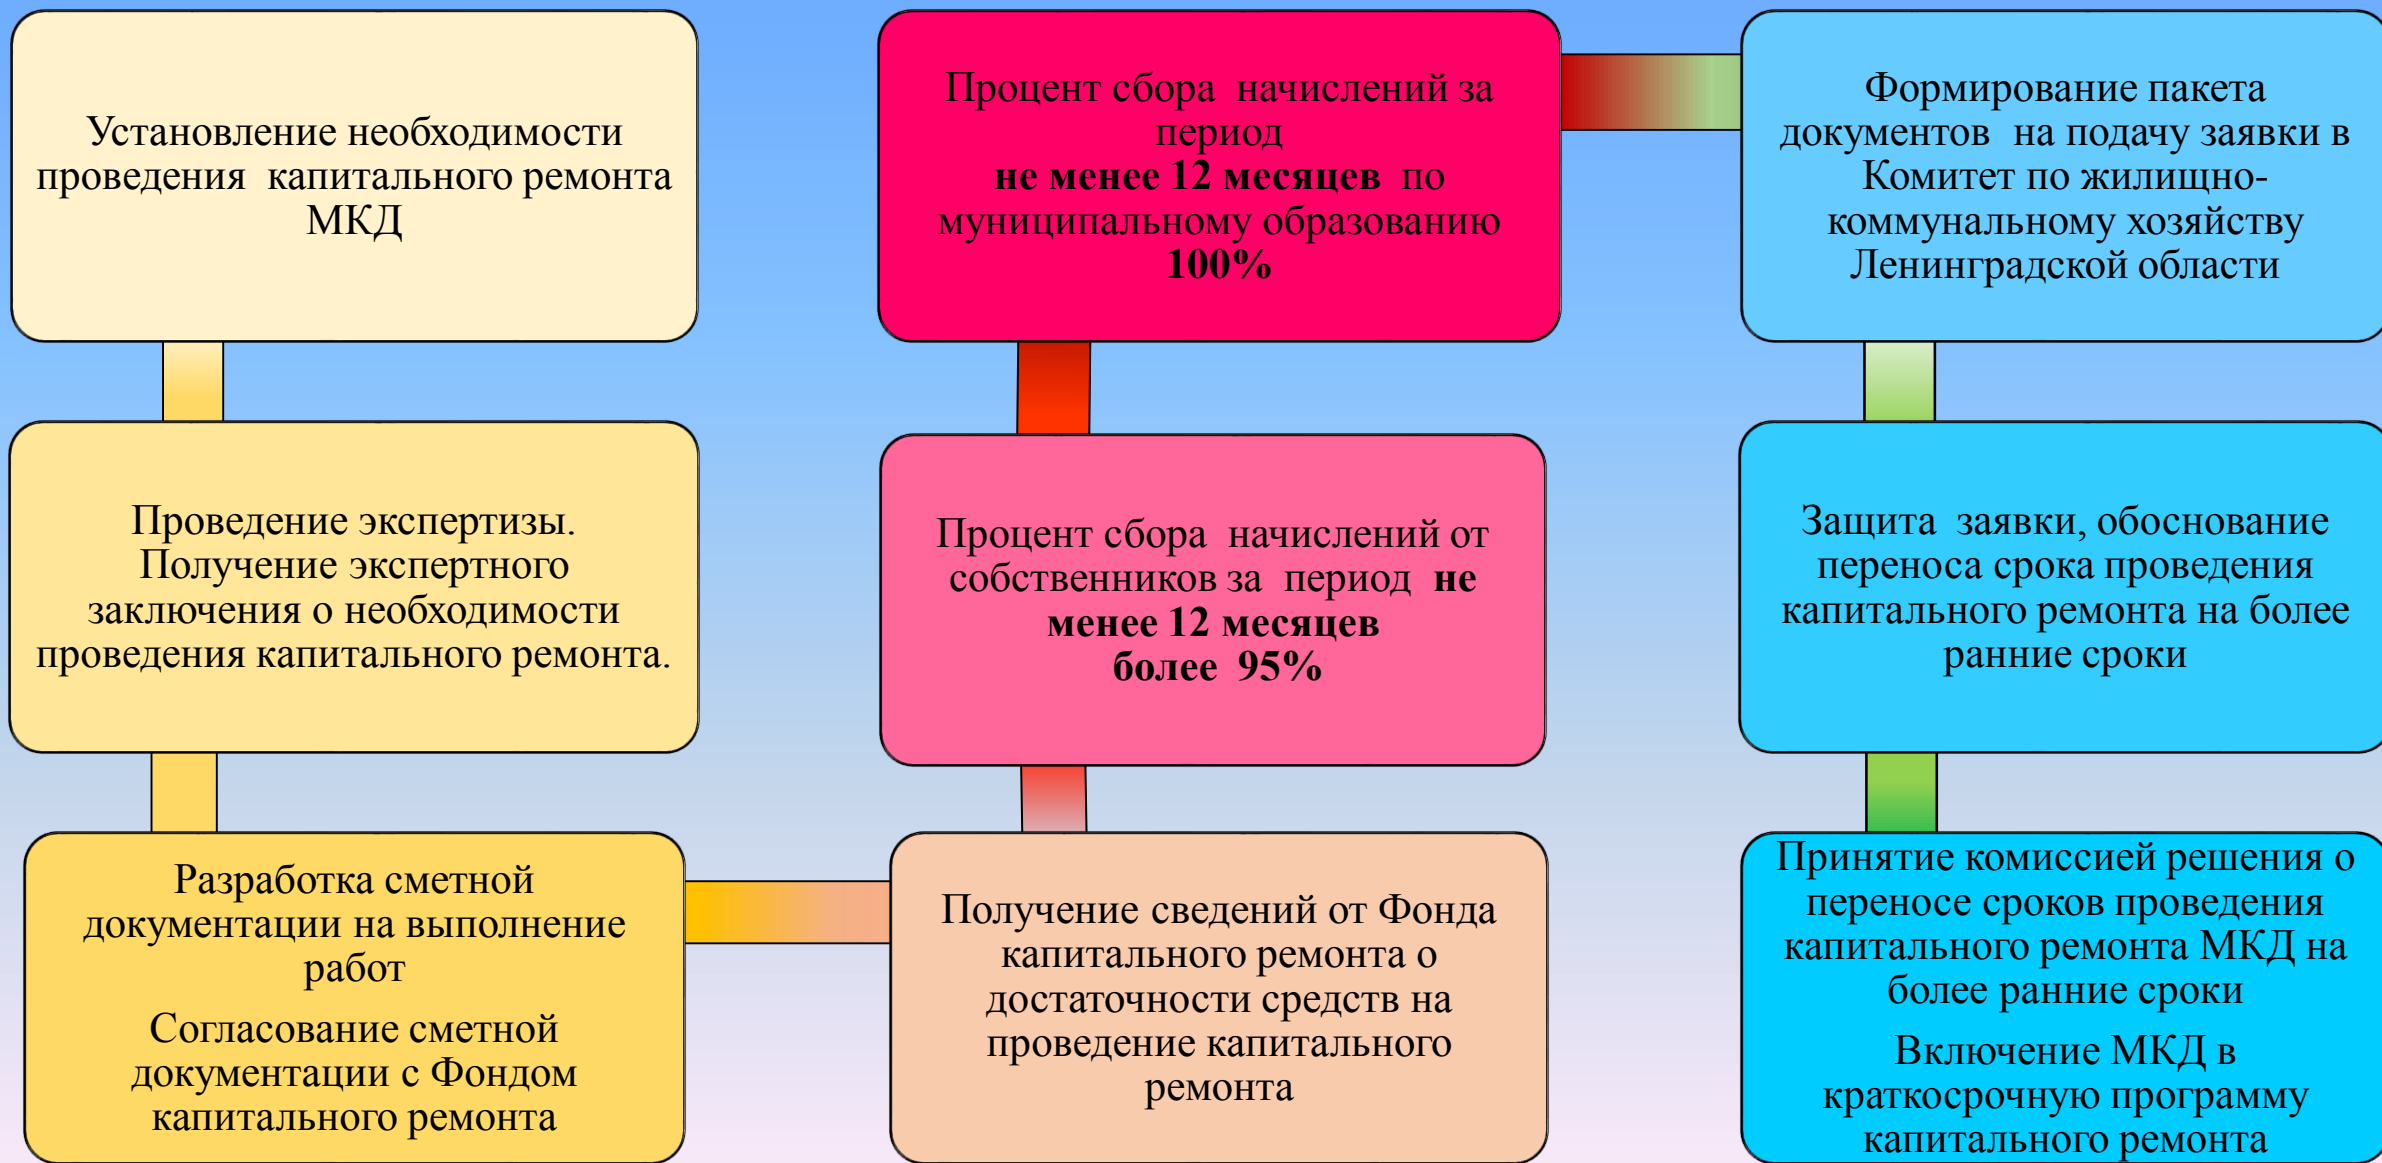 Установление необходимости
проведения капитального ремонта
МКД
Проведение экспертизы.
Получение экспертного
заключения о необходимости
проведения капитального ремонта.
Разработка сметной
документации на выполнение
работ
Согласование сметной
документации с Фондом
капитального ремонта
Получение сведений от Фонда
капитального ремонта о
достаточности средств на
проведение капитального
ремонта
Процент сбора начислений от
собственников за период не
менее 12 месяцев
более 95%
Процент сбора начислений за
период
не менее 12 месяцев по
муниципальному образованию
100%
Формирование пакета
документов на подачу заявки в
Комитет по жилищно-
коммунальному хозяйству
Ленинградской области
Защита заявки, обоснование
переноса срока проведения
капитального ремонта на более
ранние сроки
Принятие комиссией решения о
переносе сроков проведения
капитального ремонта МКД на
более ранние сроки
Включение МКД в
краткосрочную программу
капитального ремонта